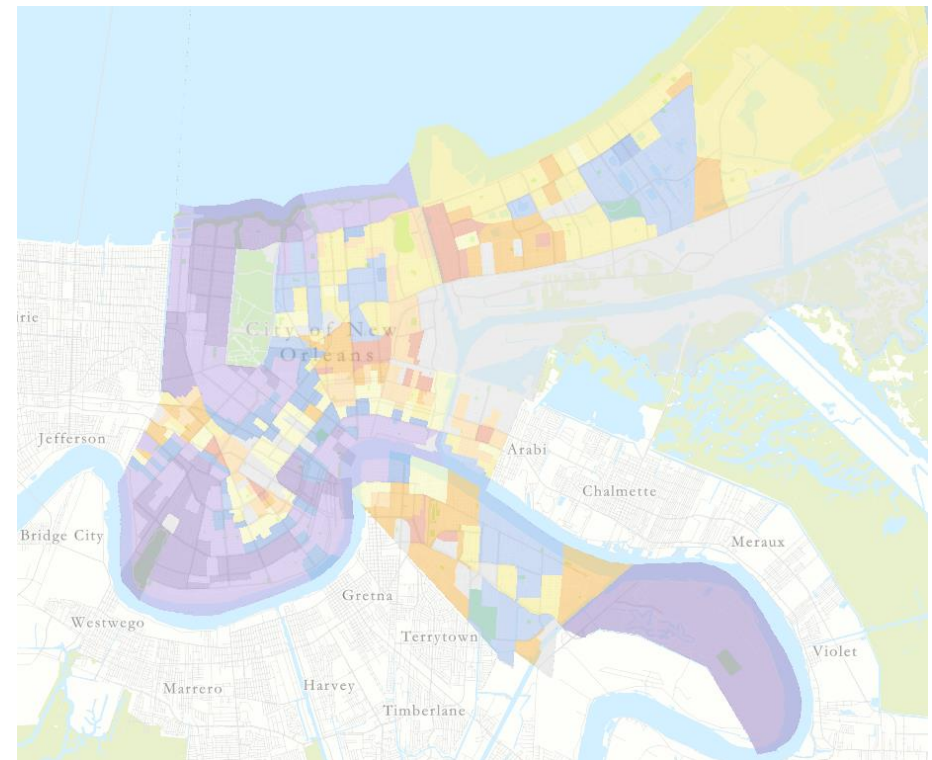 rie
City of New
Orleans
Jefferson
Arabi
Chalmette
Bridge City
Meraux
Gretna
Westwego
Terrytown
Violet
Marrero
Harvey
Timberlane